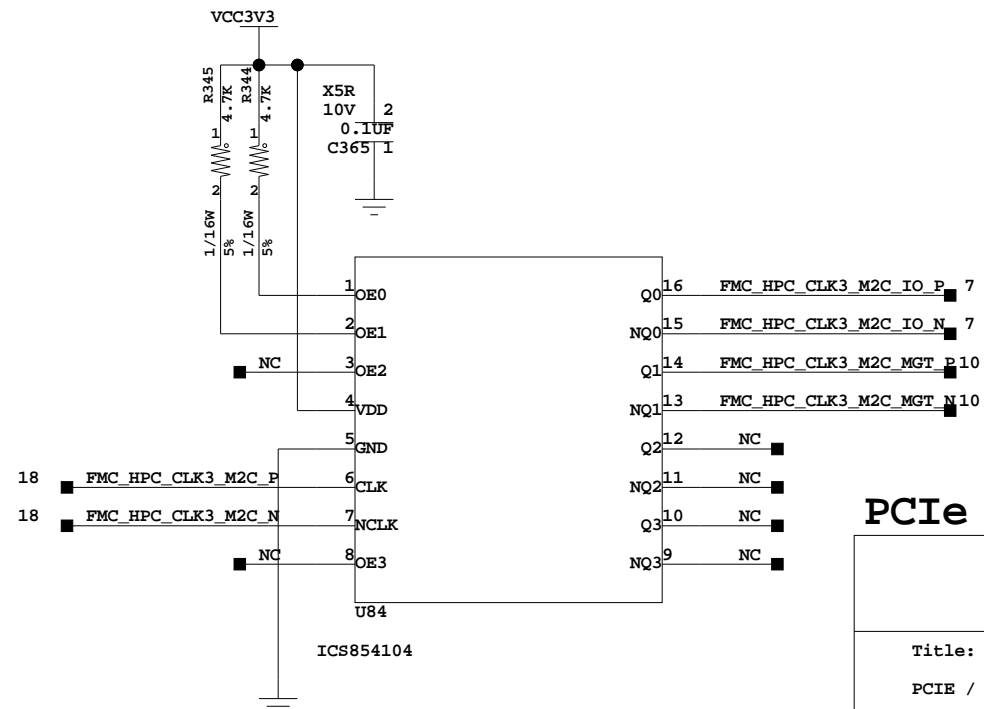 VCC3V3
R345
4.7K
R344
4.7K
1
1
2
2
1/16W
5%
1/16W
5%
X5R
10V
2
0.1UF
C365
1
1
OE0
2
OE1
NC
3
OE2
4
VDD
5
GND
18
FMC_HPC_CLK3_M2C_P
6
CLK
18
FMC_HPC_CLK3_M2C_N
7
NCLK
NC
8
OE3
Q0
16
FMC_HPC_CLK3_M2C_IO_P
7
NQ0
15
FMC_HPC_CLK3_M2C_IO_N
7
Q1
14
FMC_HPC_CLK3_M2C_MGT_P
10
NQ1
13
FMC_HPC_CLK3_M2C_MGT_N
10
Q2
12
NC
NQ2
11
NC
Q3
10
NC
NQ3
9
NC
U84
ICS854104
PCIe
Title:
PCIE /